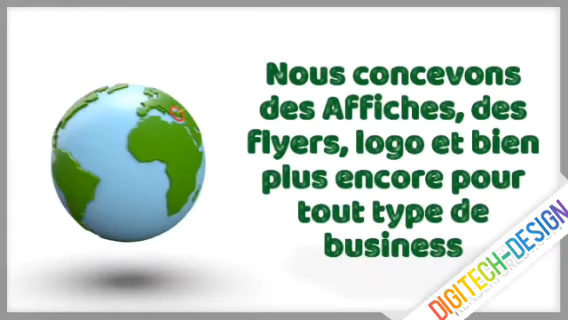 Nous concevons
des Affiches, des
flyers, logo et bien
plus encore pour
tout type de
business
DIGITECH-DESIGN